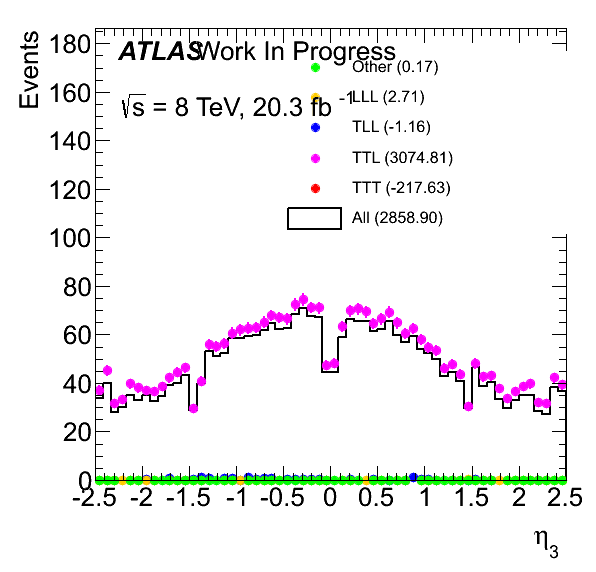 Events
ATLAS Work In Progress
√s = 8 TeV, 20.3 fb -1
Other (0.17)
LLL (2.71)
TLL (-1.16)
TTL (3074.81)
TTT (-217.63)
All (2858.90)
180
160
140
120
100
80
60
40
20
0
-2.5 -2 -1.5 -1 -0.5 0 0.5 1 1.5 2 2.5
η3